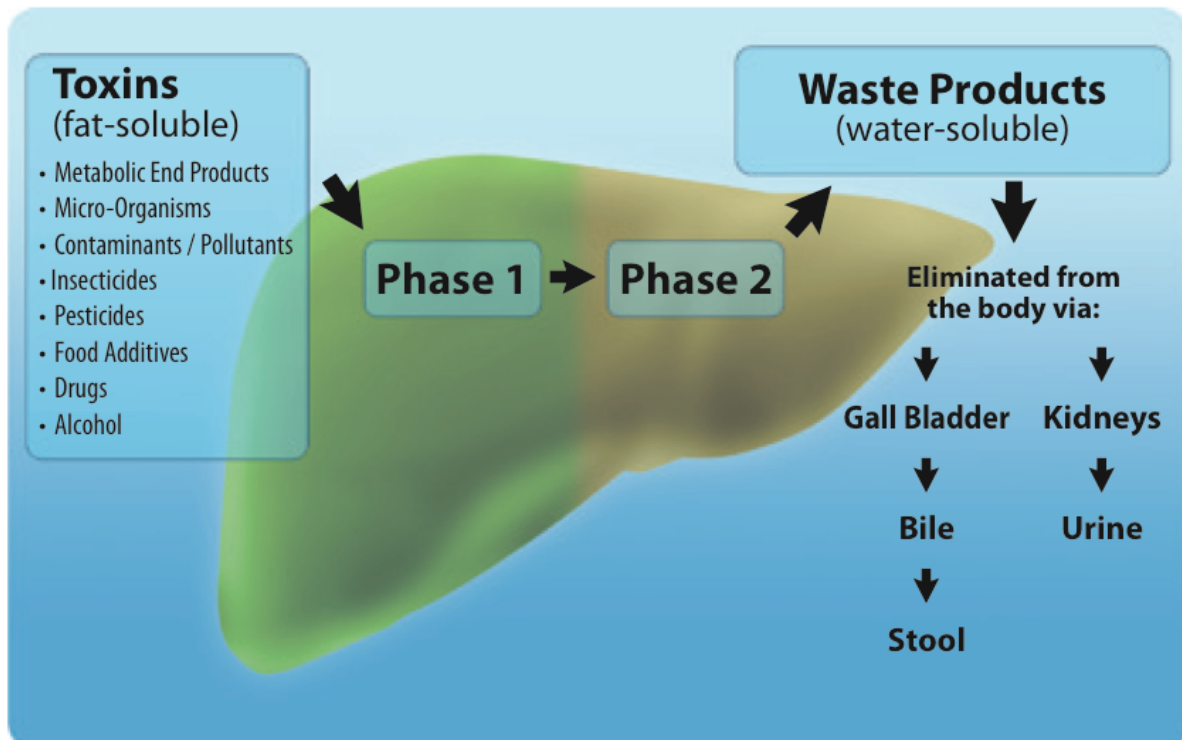 Toxins
(fat-soluble)
• Metabolic End Products
• Micro-Organisms
• Contaminants / Pollutants
• Insecticides
• Pesticides
• Food Additives
• Drugs
• Alcohol
Phase 1
Phase 2
Waste Products
(water-soluble)
Eliminated from
the body via:
Gall Bladder
Bile
Stool
Kidneys
Urine